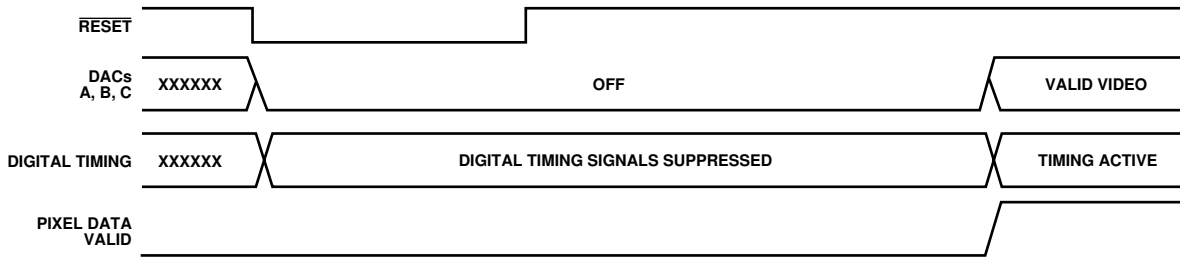 RESET
DACs
A, B, C
XXXXXX
OFF
VALID VIDEO
DIGITAL TIMING
XXXXXX
DIGITAL TIMING SIGNALS SUPPRESSED
TIMING ACTIVE
PIXEL DATA
VALID